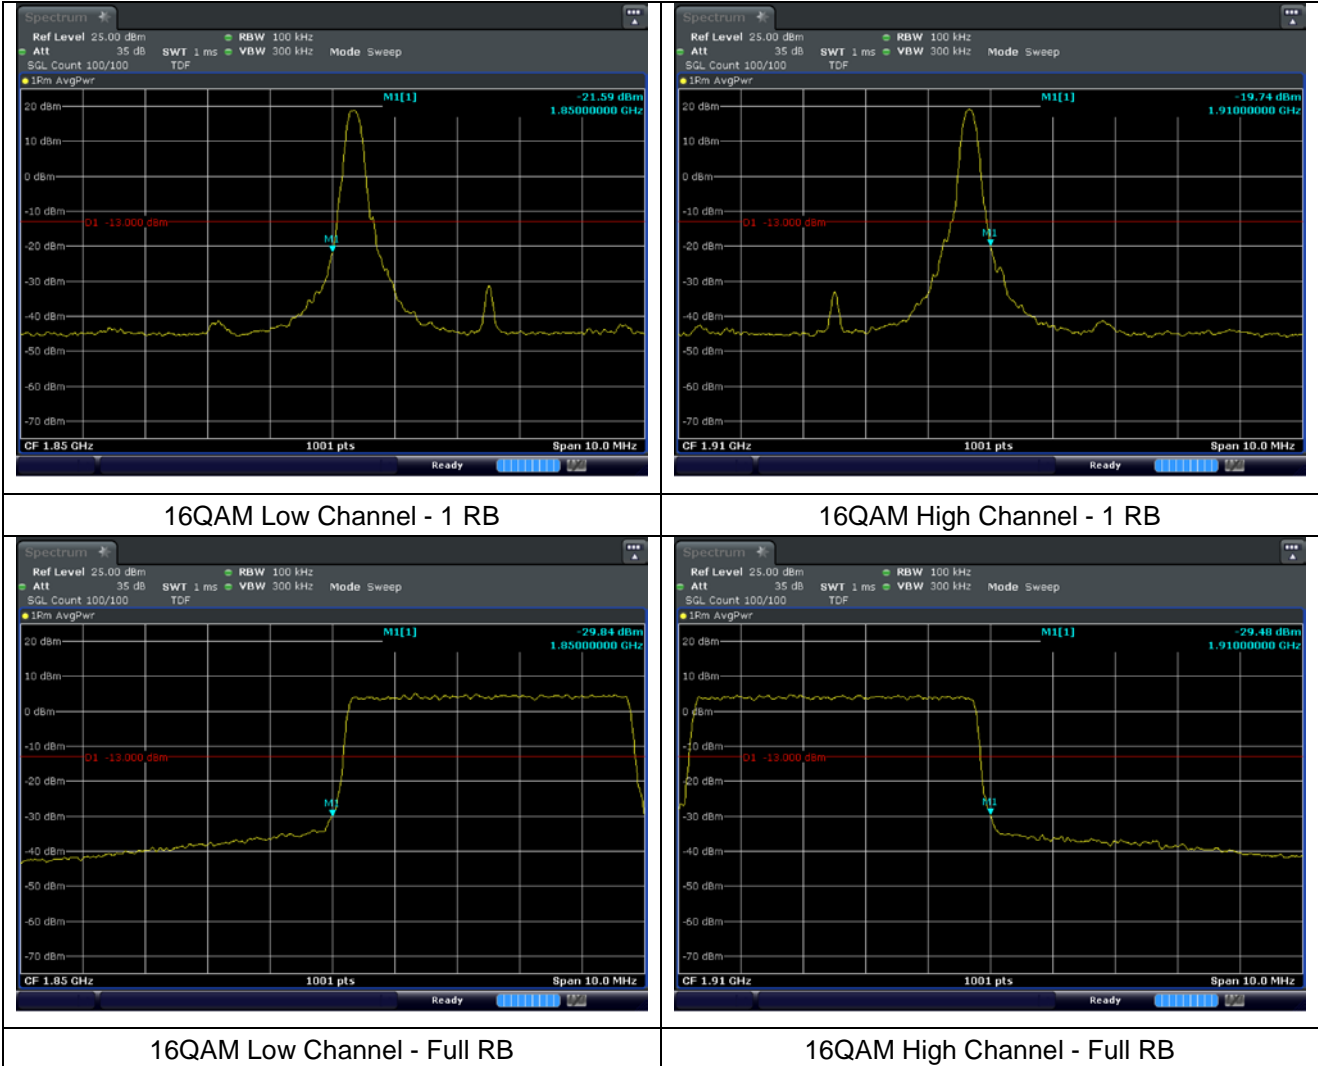 Spectrum
Ref Level 25.00 dBm RBW 100 kHz
Att 35 dB SWT 1 ms VBW 300 kHz Mode Sweep
SGL Count 100/100 TDF
1Rm AvgPwr
M1[1] -21.59 dBm
1.85000000 GHz
20 dBm
10 dBm
0 dBm
-10 dBm
D1 -13.000 dBm
M1
-20 dBm
-30 dBm
-40 dBm
-50 dBm
-60 dBm
-70 dBm
CF 1.85 GHz 1001 pts Span 10.0 MHz
Ready
16QAM Low Channel - 1 RB
Spectrum
Ref Level 25.00 dBm RBW 100 kHz
Att 35 dB SWT 1 ms VBW 300 kHz Mode Sweep
SGL Count 100/100 TDF
1Rm AvgPwr
M1[1] -19.74 dBm
1.91000000 GHz
20 dBm
10 dBm
0 dBm
-10 dBm
D1 -13.000 dBm
M1
-20 dBm
-30 dBm
-40 dBm
-50 dBm
-60 dBm
-70 dBm
CF 1.91 GHz 1001 pts Span 10.0 MHz
Ready
16QAM High Channel - 1 RB
Spectrum
Ref Level 25.00 dBm RBW 100 kHz
Att 35 dB SWT 1 ms VBW 300 kHz Mode Sweep
SGL Count 100/100 TDF
1Rm AvgPwr
M1[1] -29.84 dBm
1.85000000 GHz
20 dBm
10 dBm
0 dBm
-10 dBm
D1 -13.000 dBm
-20 dBm
M1
-30 dBm
-40 dBm
-50 dBm
-60 dBm
-70 dBm
CF 1.85 GHz 1001 pts Span 10.0 MHz
Ready
16QAM Low Channel - Full RB
Spectrum
Ref Level 25.00 dBm RBW 100 kHz
Att 35 dB SWT 1 ms VBW 300 kHz Mode Sweep
SGL Count 100/100 TDF
1Rm AvgPwr
M1[1] -29.48 dBm
1.91000000 GHz
20 dBm
10 dBm
0 dBm
-10 dBm
D1 -13.000 dBm
-20 dBm
M1
-30 dBm
-40 dBm
-50 dBm
-60 dBm
-70 dBm
CF 1.91 GHz 1001 pts Span 10.0 MHz
Ready
16QAM High Channel - Full RB